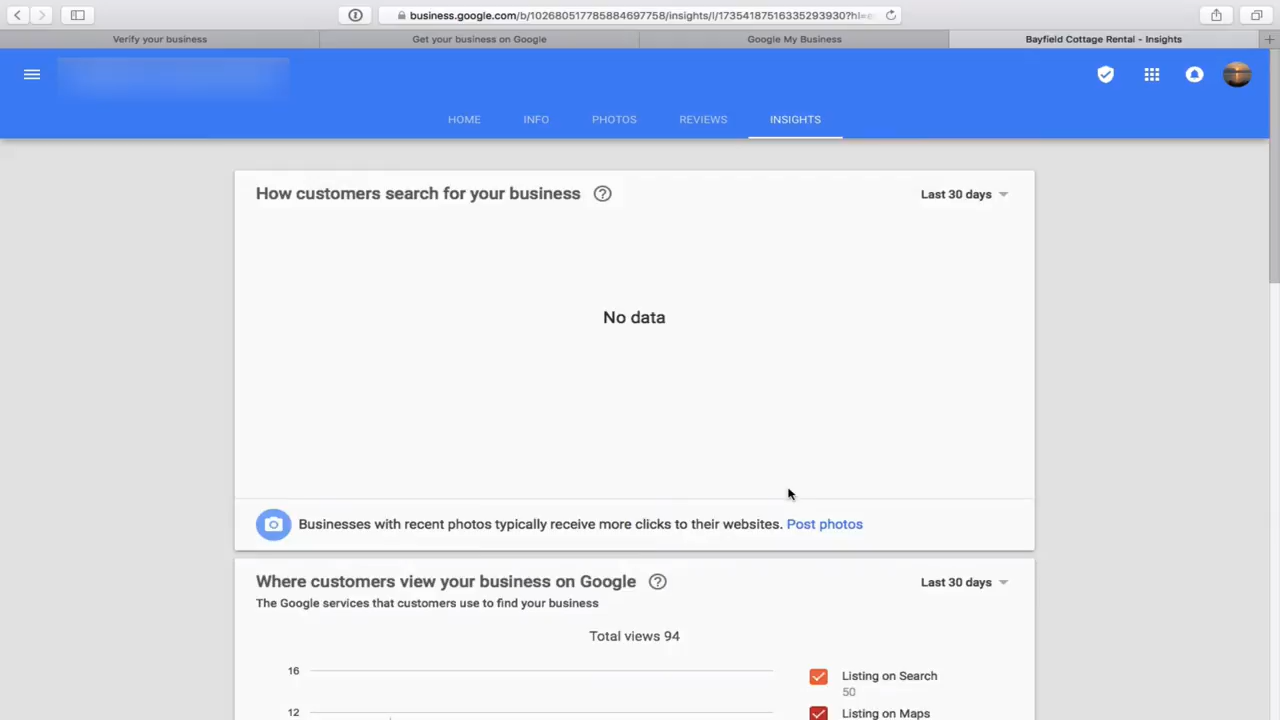 business.google.com/b/102680517785884697758/insights/l/17354187516335293930?hl=e
Verify your business
Get your business on Google
Google My Business
Bayfield Cottage Rental - Insights
HOME
INFO
PHOTOS
REVIEWS
INSIGHTS
How customers search for your business
Last 30 days
No data
Businesses with recent photos typically receive more clicks to their websites. Post photos
Where customers view your business on Google
Last 30 days
The Google services that customers use to find your business
Total views 94
16
Listing on Search
50
12
Listing on Maps